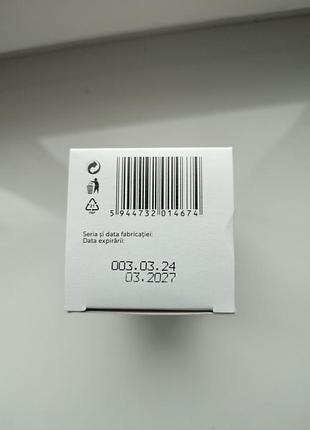 5 944732 014674
Seria și data fabricației:
Data expirării:
003.03.24
03.2027